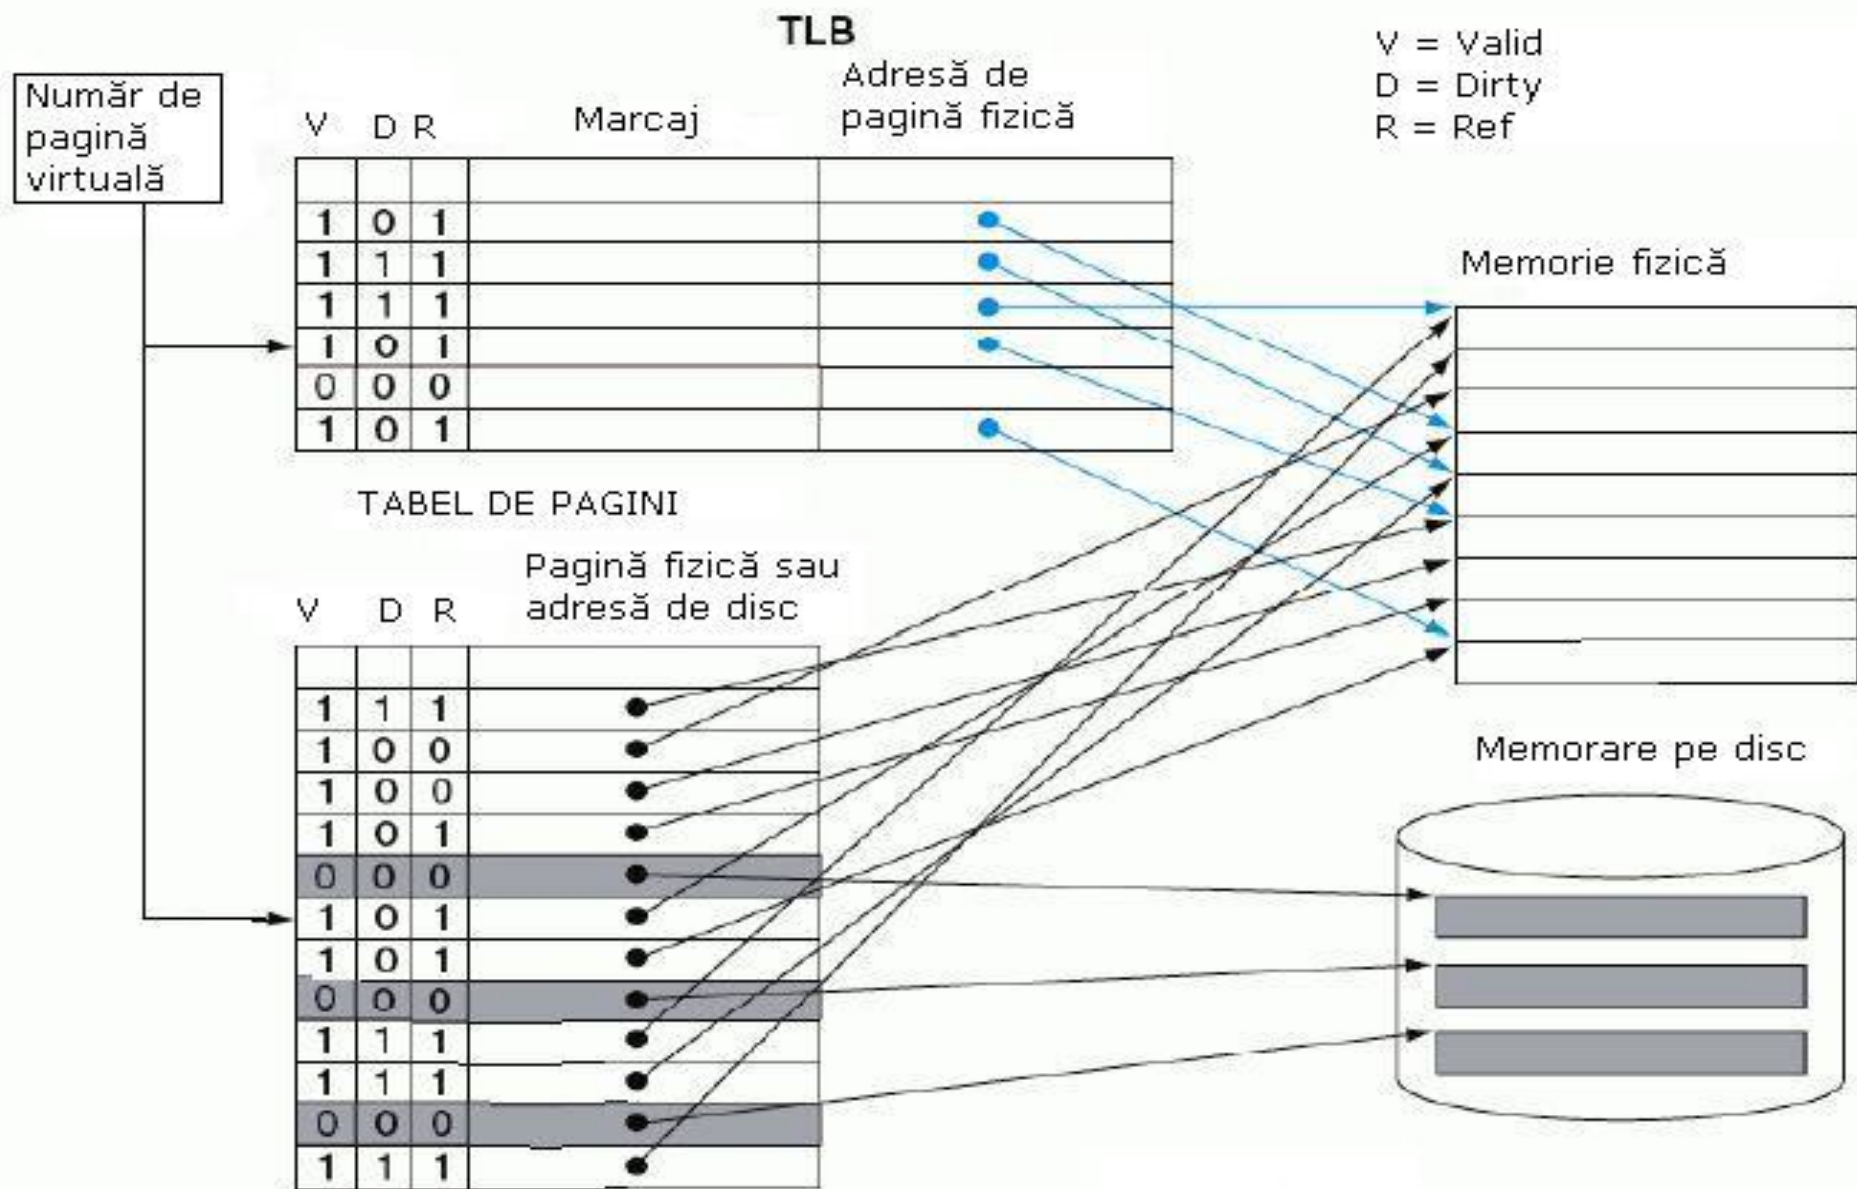 TLB
V = Valid
D = Dirty
R = Ref
Număr de
pagină
virtuală
V D R Marcaj
Adresă de
pagină fizică
1 0 1
1 1 1
1 1 1
1 0 1
0 0 0
1 0 1
Memorie fizică
TABEL DE PAGINI
Pagină fizică sau
adresă de disc
V D R
1 1 1
1 0 0
1 0 0
1 0 1
0 0 0
1 0 1
1 0 1
0 0 0
1 1 1
1 1 1
0 0 0
1 1 1
Memorare pe disc